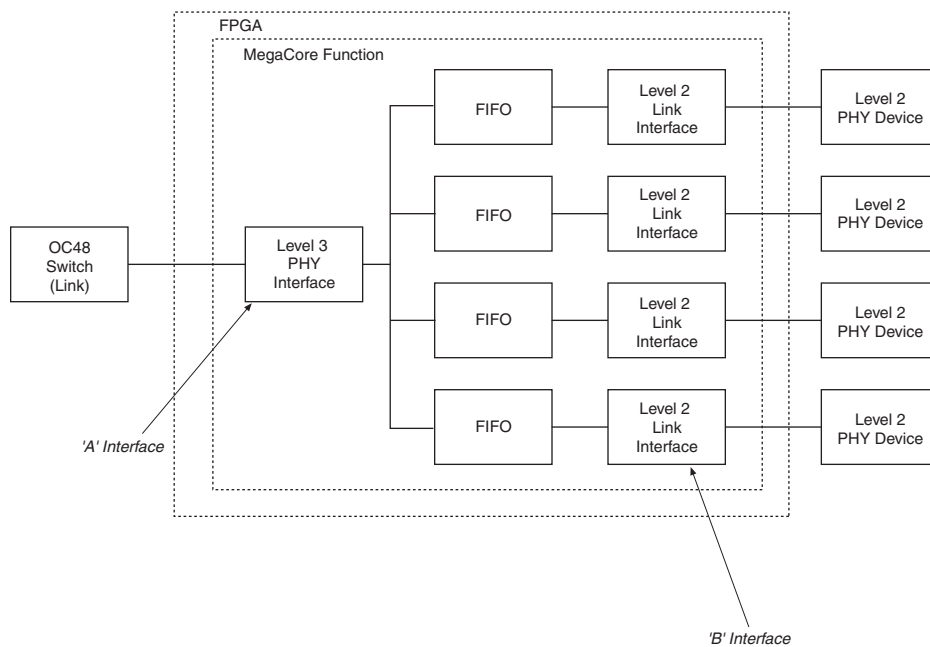 FPGA
MegaCore Function
FIFO
Level 2
Link
Interface
Level 2
PHY Device
FIFO
Level 2
Link
Interface
Level 2
PHY Device
OC48
Switch
(Link)
Level 3
PHY
Interface
FIFO
Level 2
Link
Interface
Level 2
PHY Device
FIFO
Level 2
Link
Interface
Level 2
PHY Device
'A' Interface
'B' Interface